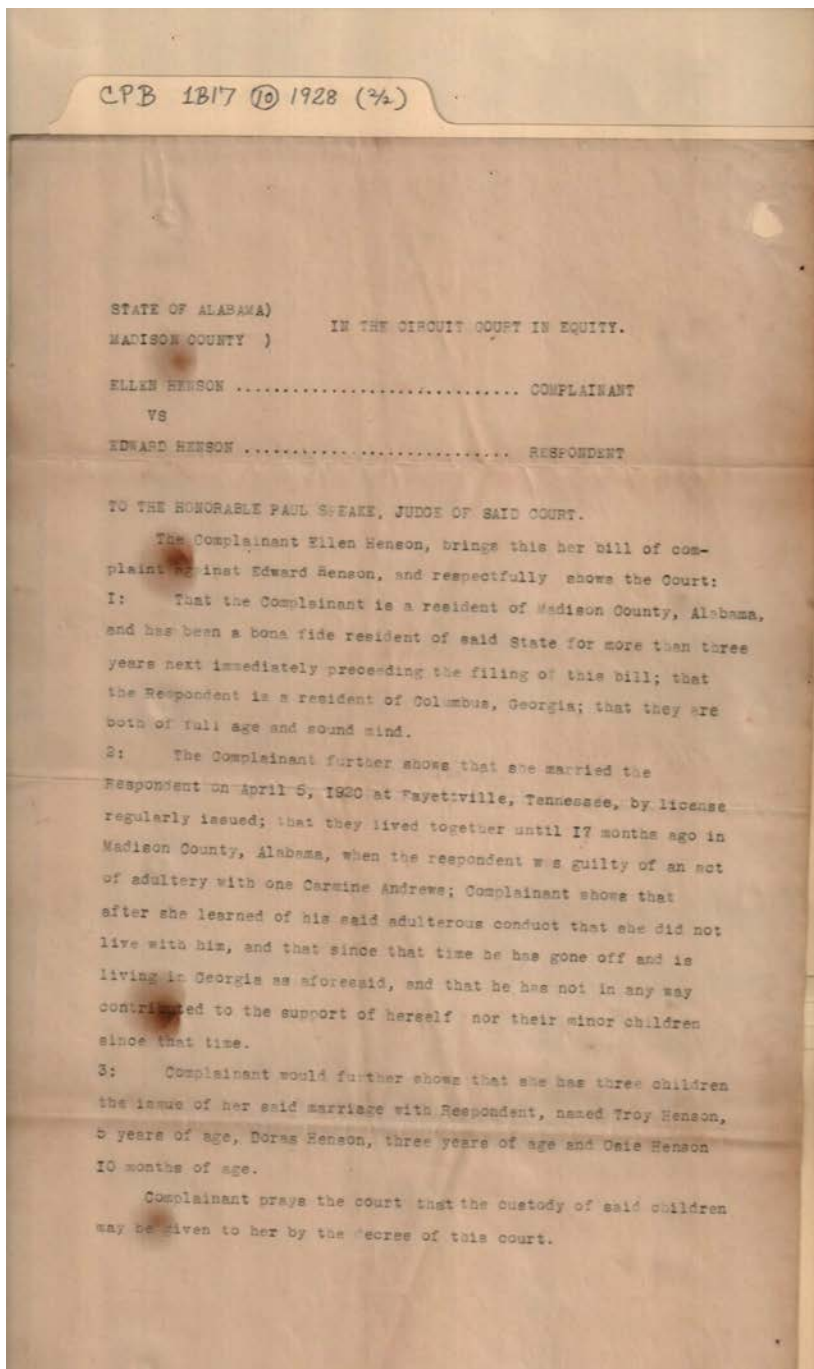 CPB 1B17 ⑩ 1928 (2/2)
STATE OF ALABAMA)
IN THE CIRCUIT COURT IN EQUITY.
MADISON COUNTY )
ELLEN HENSON .............................. COMPLAINANT
VS
EDWARD HENSON ............................. RESPONDENT
TO THE HONORABLE PAUL SPEAKE, JUDGE OF SAID COURT.
The Complainant Ellen Henson, brings this her bill of com-
plaint against Edward Henson, and respectfully shows the Court:
I: That the Complainant is a resident of Madison County, Alabama,
and has been a bona fide resident of said State for more than three
years next immediately preceeding the filing of this bill; that
the Respondent is a resident of Columbus, Georgia; that they are
both of full age and sound mind.
2: The Complainant further shows that she married the
Respondent on April 5, I920 at Fayettville, Tennessee, by license
regularly issued; that they lived together until I7 months ago in
Madison County, Alabama, when the respondent was guilty of an act
of adultery with one Carmine Andrews; Complainant shows that
after she learned of his said adulterous conduct that she did not
live with him, and that since that time he has gone off and is
living in Georgia as aforesaid, and that he has not in any way
contributed to the support of herself nor their minor children
since that time.
3: Complainant would further shows that she has three children
the issue of her said marriage with Respondent, named Troy Henson,
5 years of age, Doras Henson, three years of age and Osie Henson
IO months of age.
Complainant prays the court that the custody of said children
may be given to her by the decree of this court.